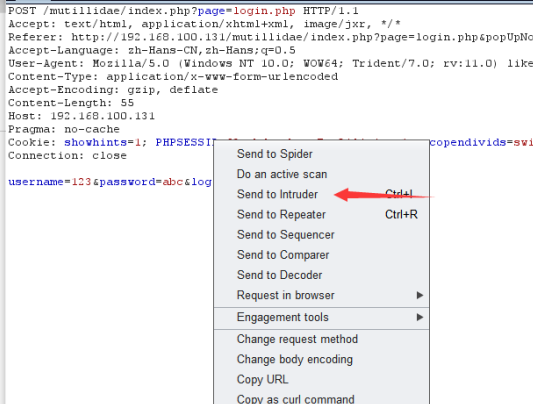 POST /mutillidae/index.php?page=login.php HTTP/1.1
Accept: text/html, application/xhtml+xml, image/jxr, */*
Referer: http://192.168.100.131/mutillidae/index.php?page=login.php&popUpNo
Accept-Language: zh-Hans-CN,zh-Hans;q=0.5
User-Agent: Mozilla/5.0 (Windows NT 10.0; WOW64; Trident/7.0; rv:11.0) like
Content-Type: application/x-www-form-urlencoded
Accept-Encoding: gzip, deflate
Content-Length: 55
Host: 192.168.100.131
Pragma: no-cache
Cookie: showhints=1; PHPSESSID copendivids=swi
Connection: close
username=123&password=abc&log
Send to Spider
Do an active scan
Send to Intruder Ctrl+I
Send to Repeater Ctrl+R
Send to Sequencer
Send to Comparer
Send to Decoder
Request in browser
Engagement tools
Change request method
Change body encoding
Copy URL
Copy as curl command